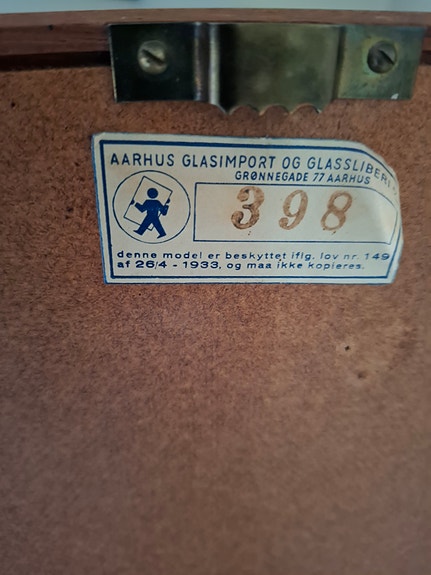 AARHUS GLASIMPORT OG GLASSLIBERI
GRØNNEGADE 77 AARHUS
398
denne model er beskyttet iflg. lov nr. 149
af 26/4 - 1933, og maa ikke kopieres.